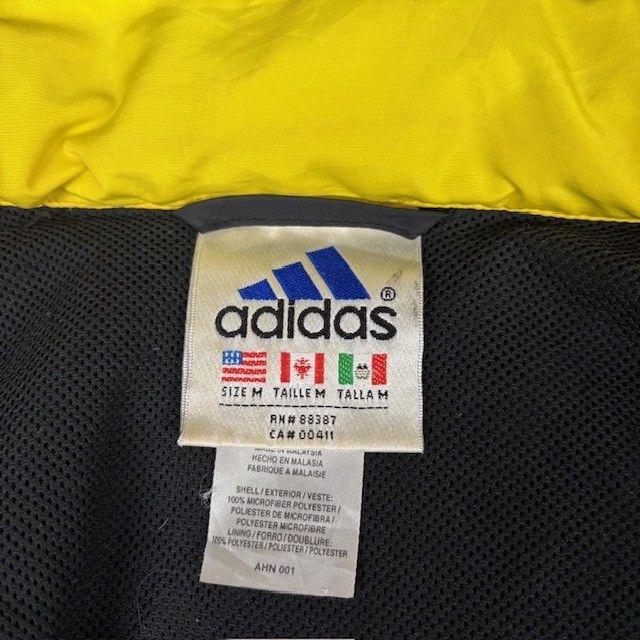 adidas®
SIZE M TAILLE M TALLA M
RN# 88387
CA# 00411
MADE IN MALAYSIA
HECHO EN MALASIA
FABRIQUE A MALAISIE
SHELL / EXTERIOR / VESTE:
100% MICROFIBER POLYESTER /
POLIESTER DE MICROFIBRA /
POLYESTER MICROFIBRE
LINING / FORRO / DOUBLURE:
100% POLYESTER / POLIESTER / POLYESTER
AHN 001